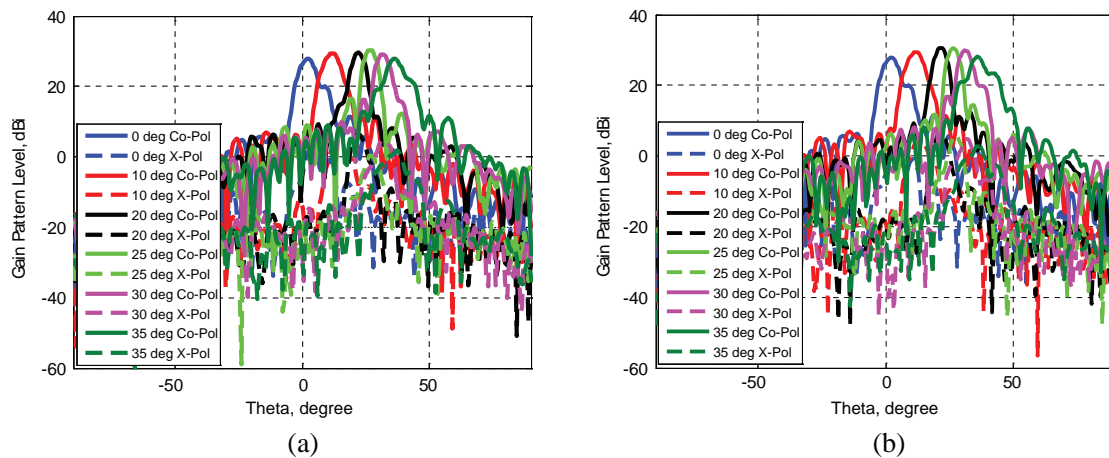 40
20
0
-20
-40
-60
Gain Pattern Level, dBi
0 deg Co-Pol
0 deg X-Pol
10 deg Co-Pol
10 deg X-Pol
20 deg Co-Pol
20 deg X-Pol
25 deg Co-Pol
25 deg X-Pol
30 deg Co-Pol
30 deg X-Pol
35 deg Co-Pol
35 deg X-Pol
-50
0
50
Theta, degree
(a)
40
20
0
-20
-40
-60
Gain Pattern Level, dBi
0 deg Co-Pol
0 deg X-Pol
10 deg Co-Pol
10 deg X-Pol
20 deg Co-Pol
20 deg X-Pol
25 deg Co-Pol
25 deg X-Pol
30 deg Co-Pol
30 deg X-Pol
35 deg Co-Pol
35 deg X-Pol
-50
0
50
Theta, degree
(b)